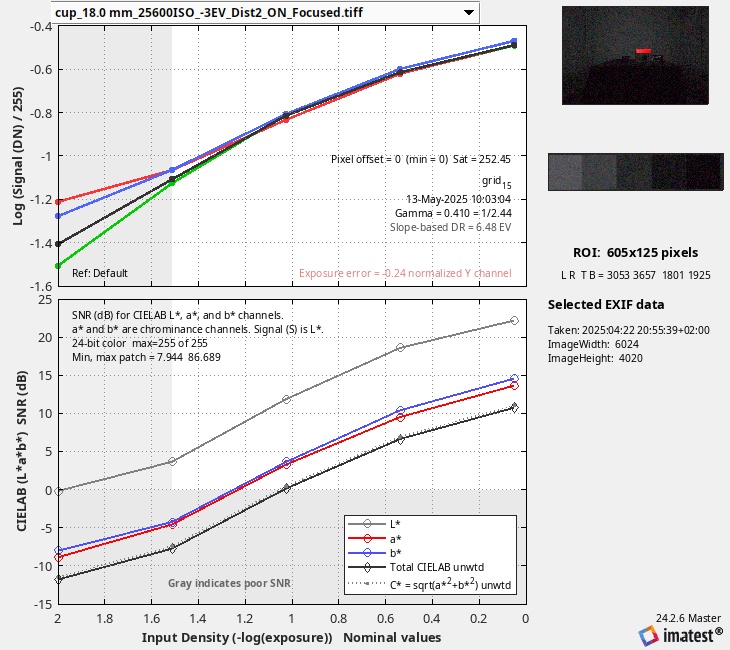 cup_18.0 mm_25600ISO_-3EV_Dist2_ON_Focused.tiff
-0.4
-0.6
-0.8
-1
-1.2
-1.4
-1.6
Log (Signal (DN) / 255)
Pixel offset = 0 (min = 0) Sat = 252.45
grid15
13-May-2025 10:03:04
Gamma = 0.410 = 1/2.44
Slope-based DR = 6.48 EV
Ref: Default
Exposure error = -0.24 normalized Y channel
25
20
15
10
5
0
-5
-10
-15
CIELAB (L*a*b*) SNR (dB)
SNR (dB) for CIELAB L*, a*, and b* channels.
a* and b* are chrominance channels. Signal (S) is L*.
24-bit color max=255 of 255
Min, max patch = 7.944 86.689
L*
a*
b*
Total CIELAB unwtd
C* = sqrt(a*2+b*2) unwtd
Gray indicates poor SNR
2 1.8 1.6 1.4 1.2 1 0.8 0.6 0.4 0.2 0
Input Density (-log(exposure)) Nominal values
ROI: 605x125 pixels
L R T B = 3053 3657 1801 1925
Selected EXIF data
Taken: 2025:04:22 20:55:39+02:00
ImageWidth: 6024
ImageHeight: 4020
24.2.6 Master
imatest®